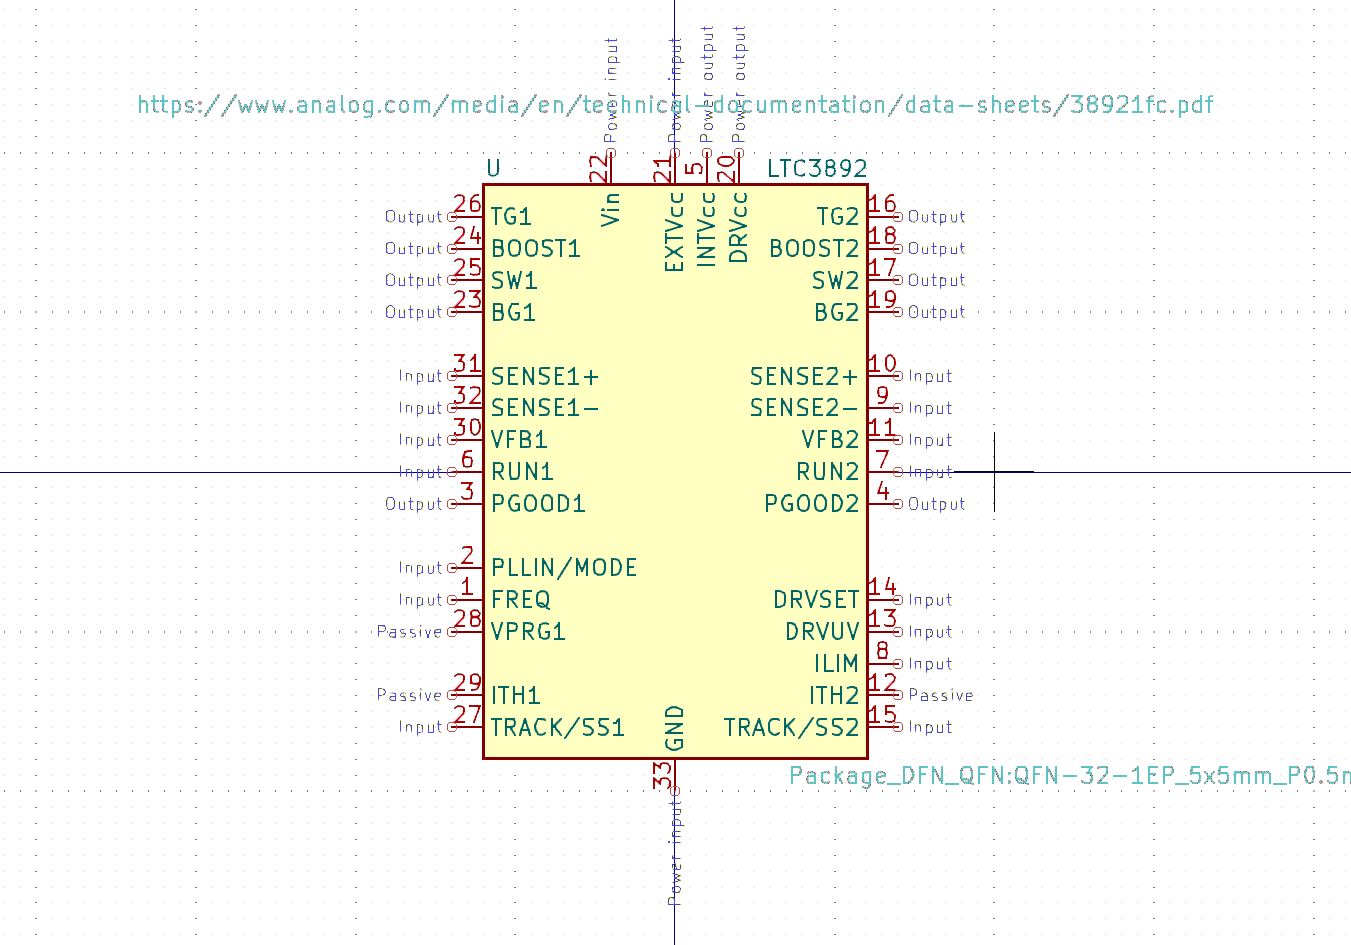 Power input
Power input
Power output
Power output
https://www.analog.com/media/en/technical-documentation/data-sheets/38921fc.pdf
22
21
5
20
U
LTC3892
Vin
EXTVcc
INTVcc
DRVcc
Output 26 TG1
TG2 16 Output
Output 24 BOOST1
BOOST2 18 Output
Output 25 SW1
SW2 17 Output
Output 23 BG1
BG2 19 Output
Input 31 SENSE1+
SENSE2+ 10 Input
Input 32 SENSE1-
SENSE2- 9 Input
Input 30 VFB1
VFB2 11 Input
Input 6 RUN1
RUN2 7 Input
Output 3 PGOOD1
PGOOD2 4 Output
Input 2 PLLIN/MODE
Input 1 FREQ
DRVSET 14 Input
Passive 28 VPRG1
DRVUV 13 Input
ILIM 8 Input
Passive 29 ITH1
ITH2 12 Passive
Input 27 TRACK/SS1
TRACK/SS2 15 Input
GND
33
Power input
Package_DFN_QFN:QFN-32-1EP_5x5mm_P0.5m